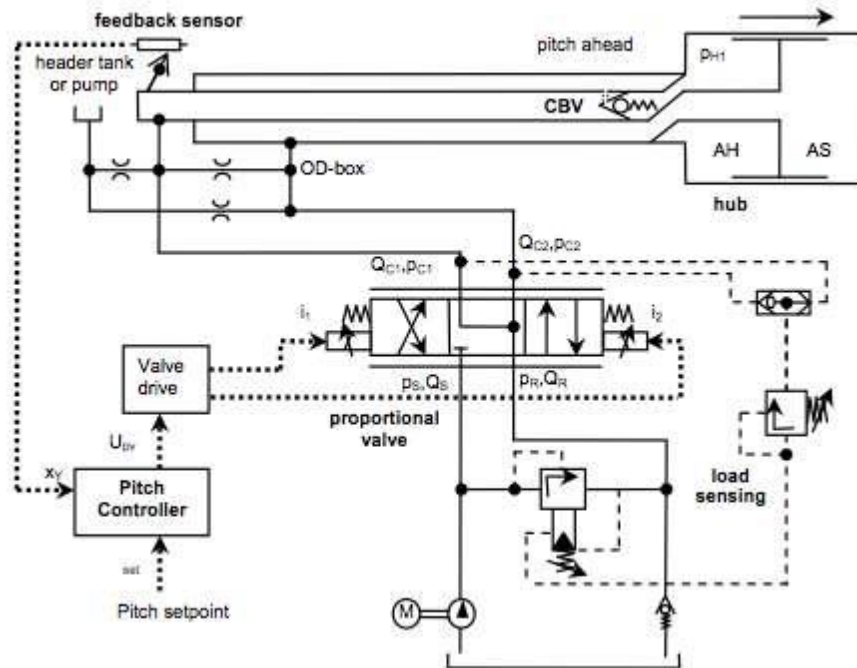 feedback sensor
header tank
or pump
pitch ahead
pH1
CBV
AH
AS
OD-box
hub
QC2,pC2
QC1,pC1
i1
i2
Valve
drive
pS,QS
pR,QR
proportional
valve
Upv
xY
Pitch
Controller
load
sensing
set
Pitch setpoint
M